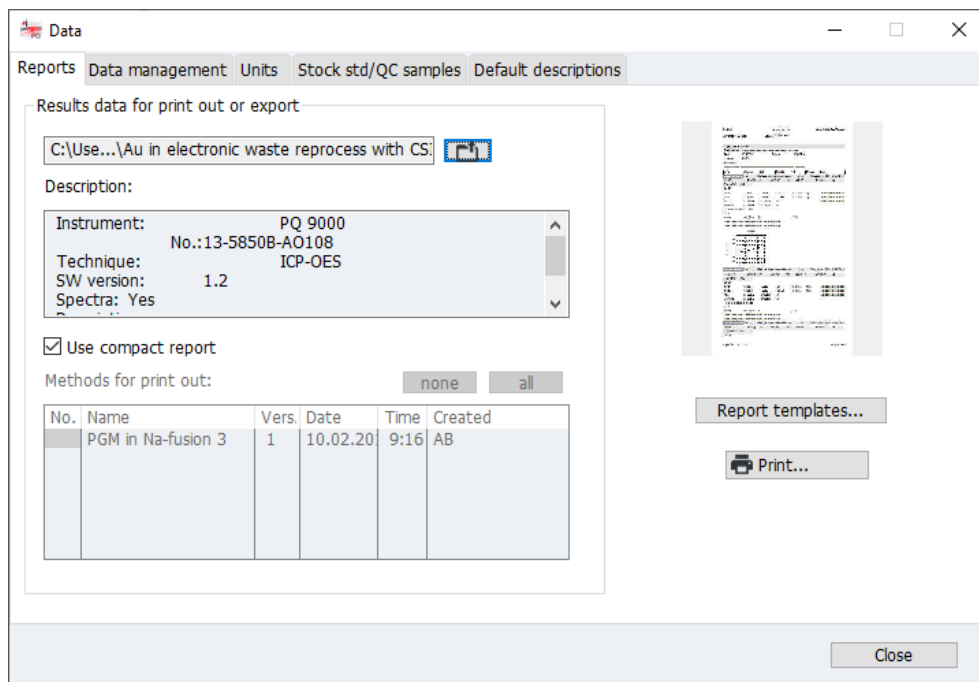 Data
Reports Data management Units Stock std/QC samples Default descriptions
Results data for print out or export
C:\Use...\Au in electronic waste reprocess with CS
Description:
Instrument: PQ 9000
No.:13-5850B-AO108
Technique: ICP-OES
SW version: 1.2
Spectra: Yes
Use compact report
Methods for print out: none all
No. Name Vers. Date Time Created
PGM in Na-fusion 3 1 10.02.20 9:16 AB
Report templates...
Print...
Close